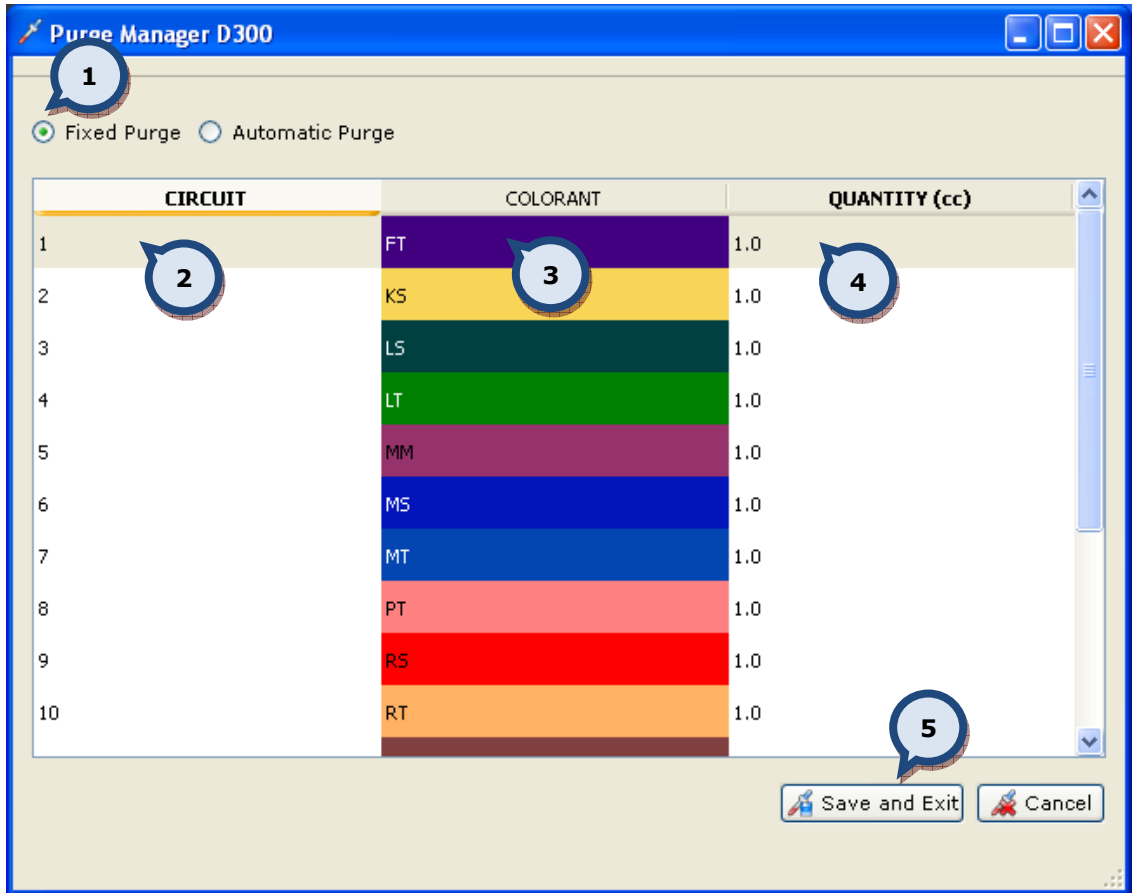 Purge Manager D300
1
Fixed Purge Automatic Purge
CIRCUIT COLORANT QUANTITY (cc)
1 FT 1.0
2 3 4
2 KS 1.0
3 LS 1.0
4 LT 1.0
5 MM 1.0
6 MS 1.0
7 MT 1.0
8 PT 1.0
9 RS 1.0
10 RT 1.0
5
Save and Exit Cancel